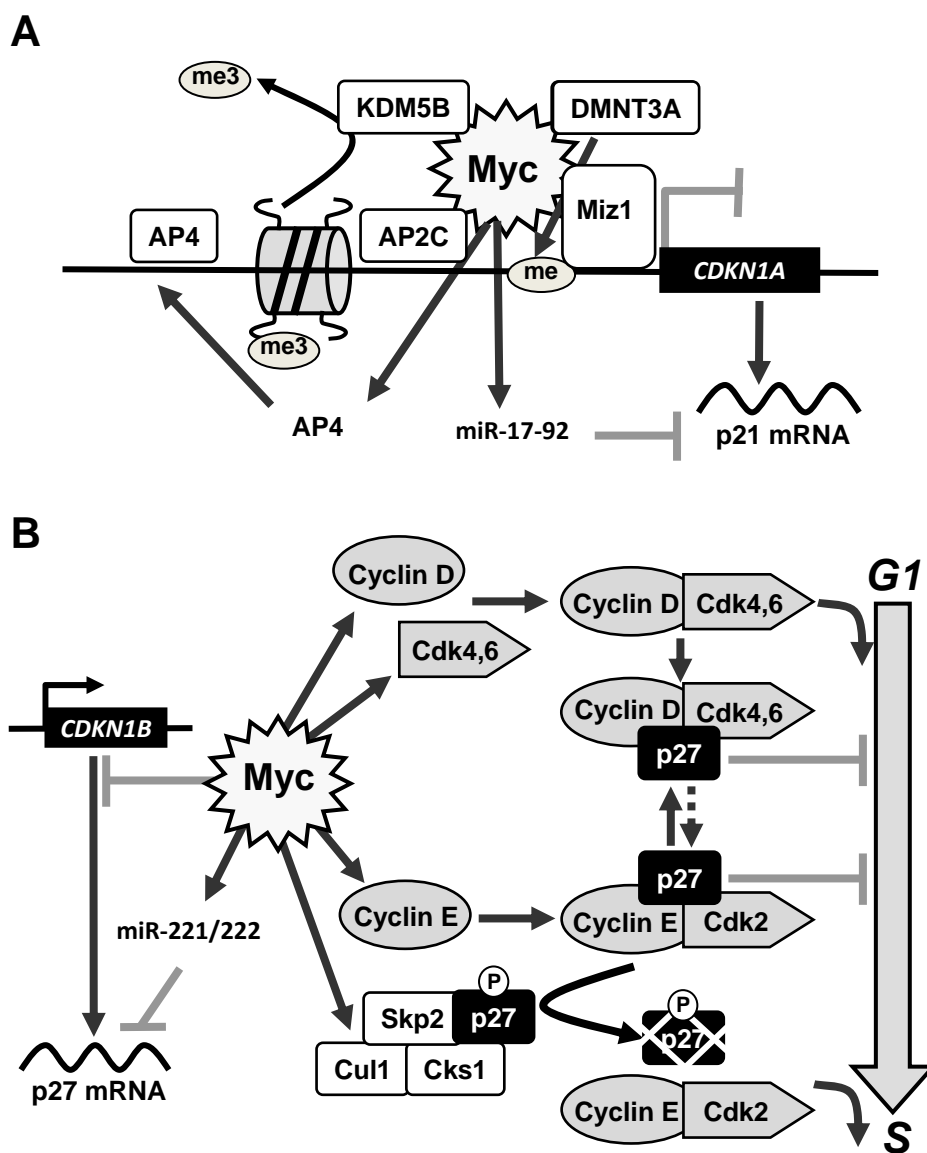 A
me3
KDM5B
DMNT3A
Myc
Miz1
AP4
AP2C
me
CDKN1A
me3
AP4
miR-17-92
p21 mRNA
B
G1
Cyclin D
Cyclin D
Cdk4,6
Cdk4,6
Cyclin D
Cdk4,6
CDKN1B
p27
Myc
p27
Cyclin E
Cyclin E
Cdk2
miR-221/222
P
Skp2
p27
P
p27
Cul1
Cks1
p27 mRNA
Cyclin E
Cdk2
S